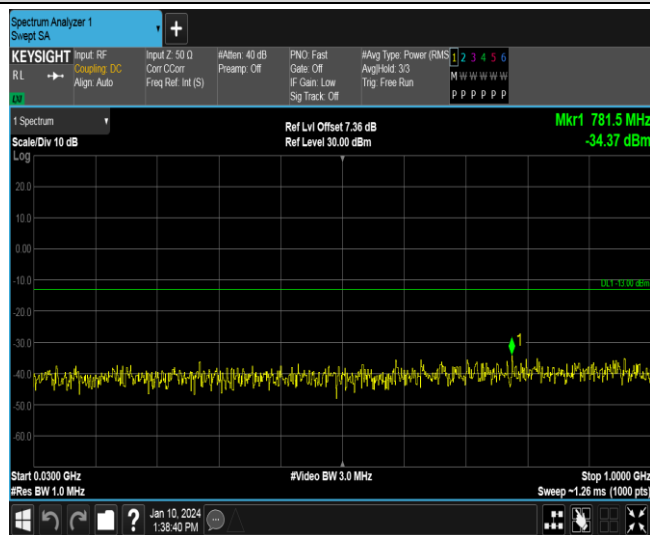 Spectrum Analyzer 1
Swept SA
KEYSIGHT
RL
LXI
Input: RF
Coupling: DC
Align: Auto
Input Z: 50 Ω
Corr CCorr
Freq Ref: Int (S)
#Atten: 40 dB
Preamp: Off
PNO: Fast
Gate: Off
IF Gain: Low
Sig Track: Off
#Avg Type: Power (RMS
Avg|Hold: 3/3
Trig: Free Run
1 2 3 4 5 6
M W W W W W
P P P P P P
1 Spectrum
Scale/Div 10 dB
Log
Ref Lvl Offset 7.36 dB
Ref Level 30.00 dBm
Mkr1 781.5 MHz
-34.37 dBm
20.0
10.0
0.00
-10.0
DL1 -13.00 dBm
-20.0
-30.0
1
-40.0
-50.0
-60.0
Start 0.0300 GHz
#Res BW 1.0 MHz
#Video BW 3.0 MHz
Stop 1.0000 GHz
Sweep ~1.26 ms (1000 pts)
?
Jan 10, 2024
1:38:40 PM